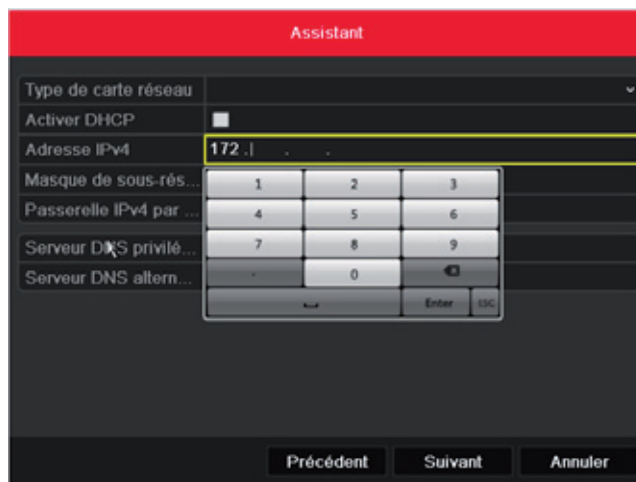 Assistant
Type de carte réseau
Activer DHCP
Adresse IPv4 172 . . .
Masque de sous-rés...
Passerelle IPv4 par ...
Serveur DNS privilé...
Serveur DNS altern...
1 2 3
4 5 6
7 8 9
. 0
Enter ESC
Précédent Suivant Annuler